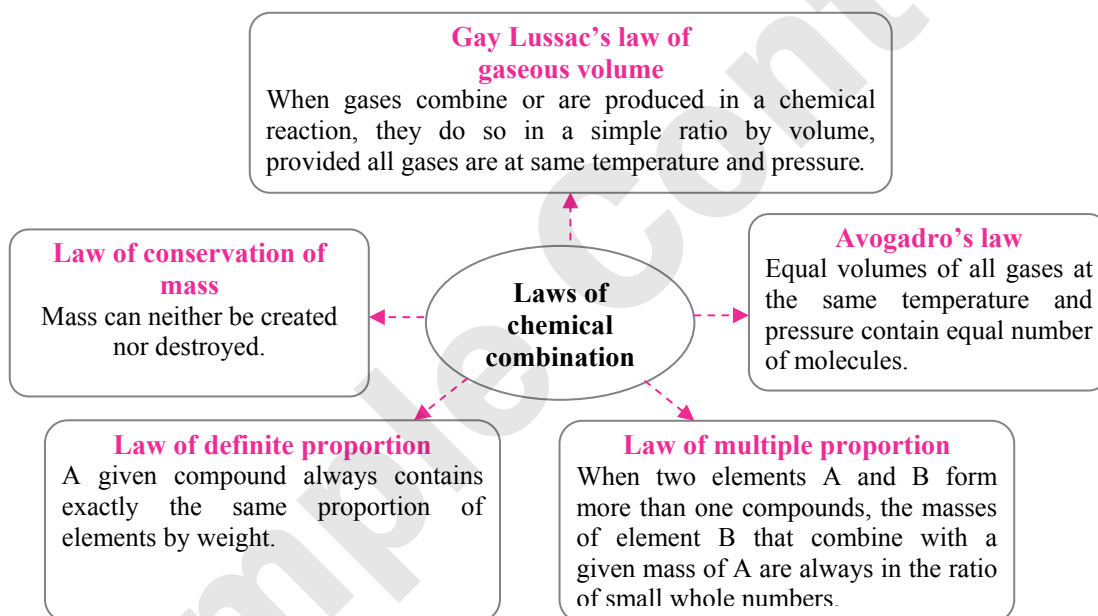 Gay Lussac’s law of
gaseous volume
When gases combine or are produced in a chemical
reaction, they do so in a simple ratio by volume,
provided all gases are at same temperature and pressure.
Law of conservation of
mass
Mass can neither be created
nor destroyed.
Laws of
chemical
combination
Avogadro’s law
Equal volumes of all gases at
the same temperature and
pressure contain equal number
of molecules.
Law of definite proportion
A given compound always contains
exactly the same proportion of
elements by weight.
Law of multiple proportion
When two elements A and B form
more than one compounds, the masses
of element B that combine with a
given mass of A are always in the ratio
of small whole numbers.